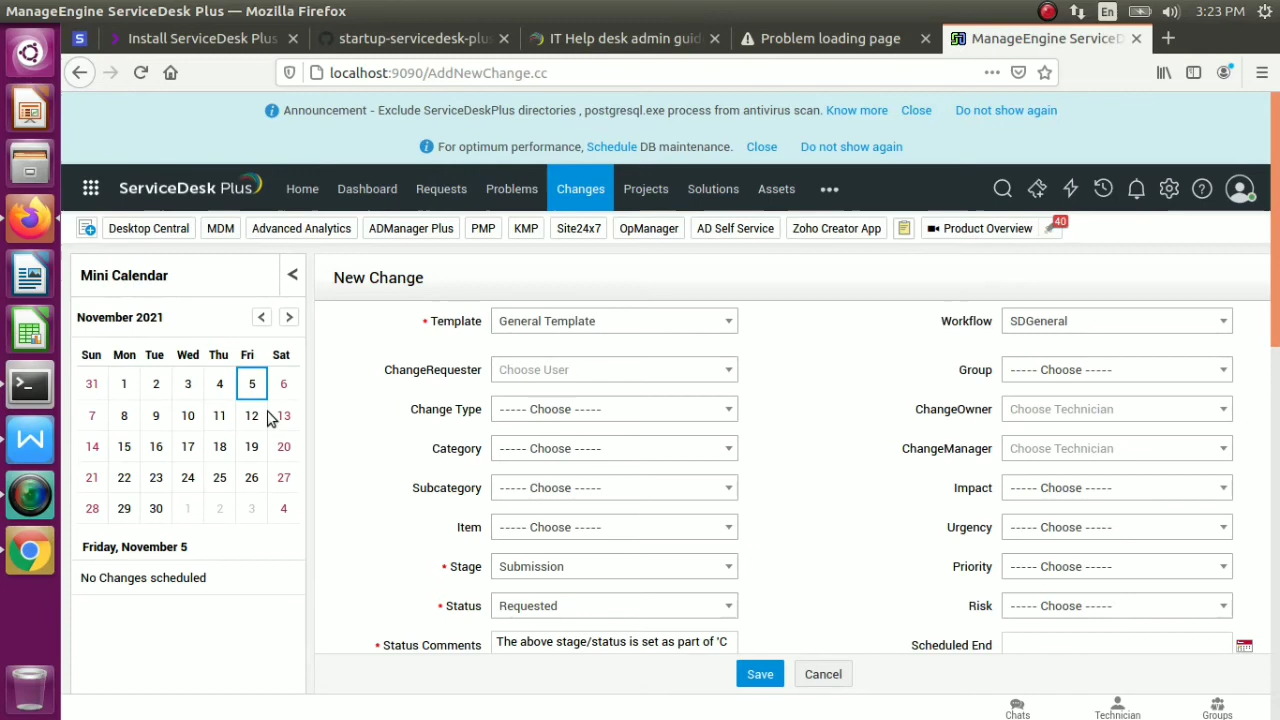 ManageEngine ServiceDesk Plus — Mozilla Firefox
En
3:23 PM
S
Install ServiceDesk Plus
startup-servicedesk-plu
IT Help desk admin guid
Problem loading page
ManageEngine ServiceD
localhost:9090/AddNewChange.cc
Announcement - Exclude ServiceDeskPlus directories , postgresql.exe process from antivirus scan. Know more Close Do not show again
For optimum performance, Schedule DB maintenance. Close Do not show again
ServiceDesk Plus
Home Dashboard Requests Problems Changes Projects Solutions Assets
Desktop Central MDM Advanced Analytics ADManager Plus PMP KMP Site24x7 OpManager AD Self Service Zoho Creator App Product Overview 40
Mini Calendar <
New Change
November 2021 < >
Sun Mon Tue Wed Thu Fri Sat
31 1 2 3 4 5 6
7 8 9 10 11 12 13
14 15 16 17 18 19 20
21 22 23 24 25 26 27
28 29 30 1 2 3 4
Friday, November 5
No Changes scheduled
* Template General Template
Workflow SDGeneral
ChangeRequester Choose User
Group ----- Choose -----
Change Type ----- Choose -----
ChangeOwner Choose Technician
Category ----- Choose -----
ChangeManager Choose Technician
Subcategory ----- Choose -----
Impact ----- Choose -----
Item ----- Choose -----
Urgency ----- Choose -----
* Stage Submission
Priority ----- Choose -----
* Status Requested
Risk ----- Choose -----
* Status Comments The above stage/status is set as part of 'C
Scheduled End
Save Cancel
Chats Technician Groups